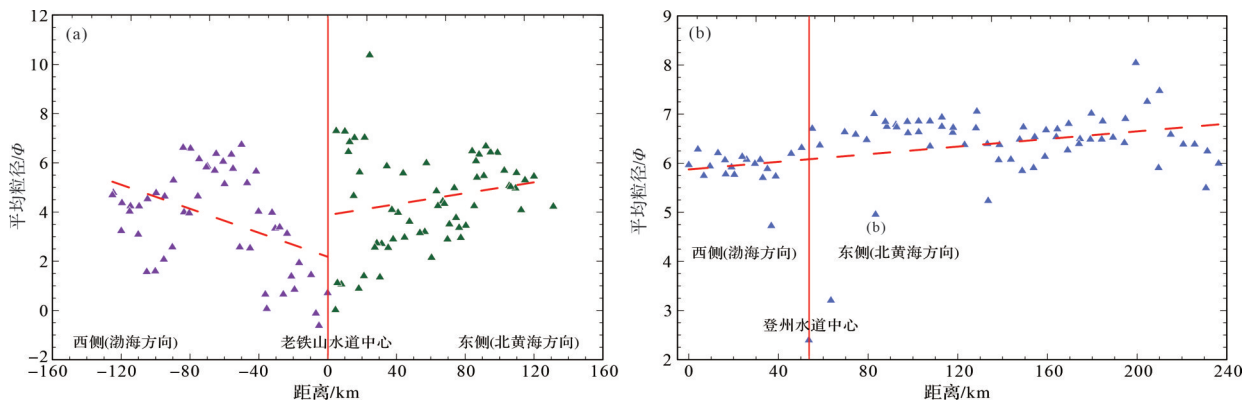 (a)
平均粒径/Φ
12
10
8
6
4
2
0
−2
西侧(渤海方向)
老铁山水道中心
东侧(北黄海方向)
−160
−120
−80
−40
0
40
80
120
160
距离/km
(b)
平均粒径/Φ
9
8
7
6
5
4
3
2
(b)
西侧(渤海方向)
东侧(北黄海方向)
登州水道中心
0
40
80
120
160
200
240
距离/km